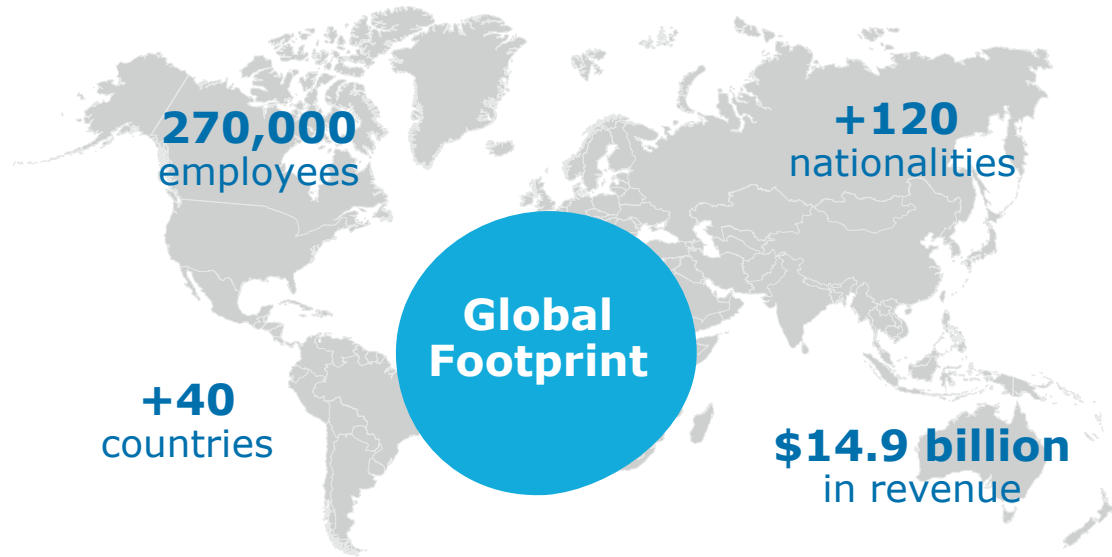 270,000
employees
+120
nationalities
Global
Footprint
+40
countries
$14.9 billion
in revenue